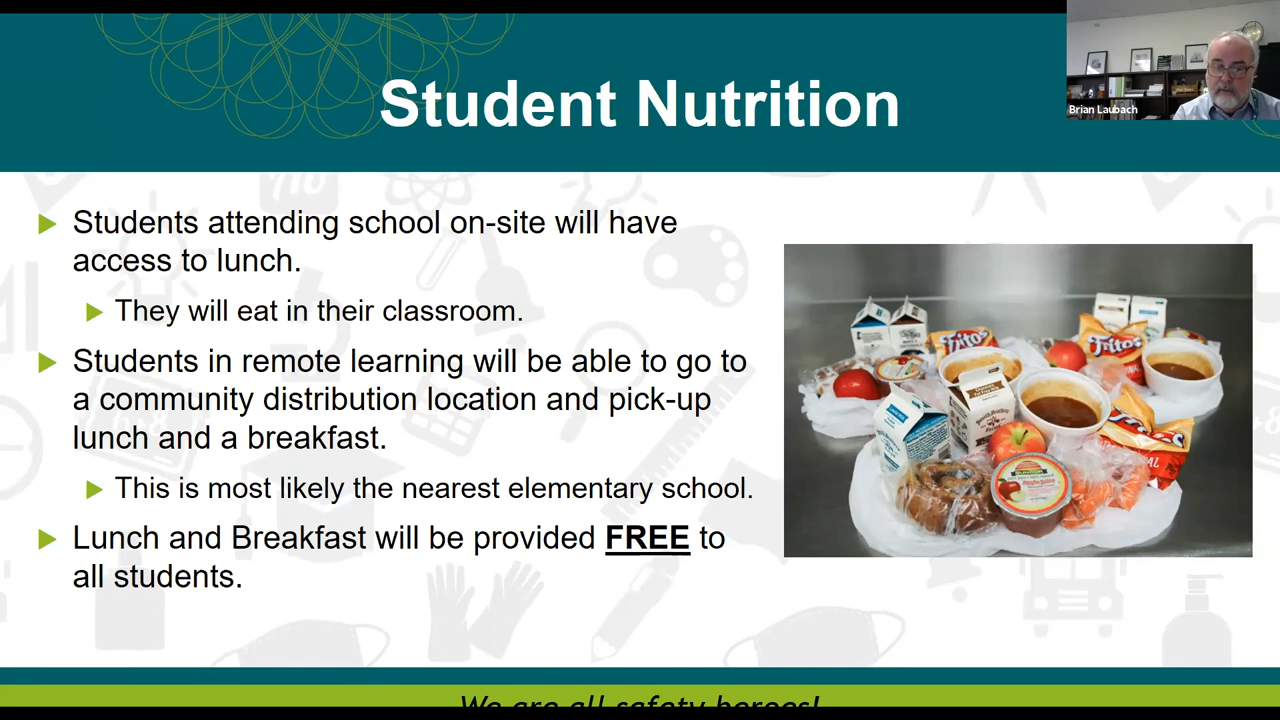 Student Nutrition
Brian Laubach
Students attending school on-site will have
access to lunch.
They will eat in their classroom.
Students in remote learning will be able to go to
a community distribution location and pick-up
lunch and a breakfast.
This is most likely the nearest elementary school.
Lunch and Breakfast will be provided FREE to
all students.
Fritos
We are all safety heroes!